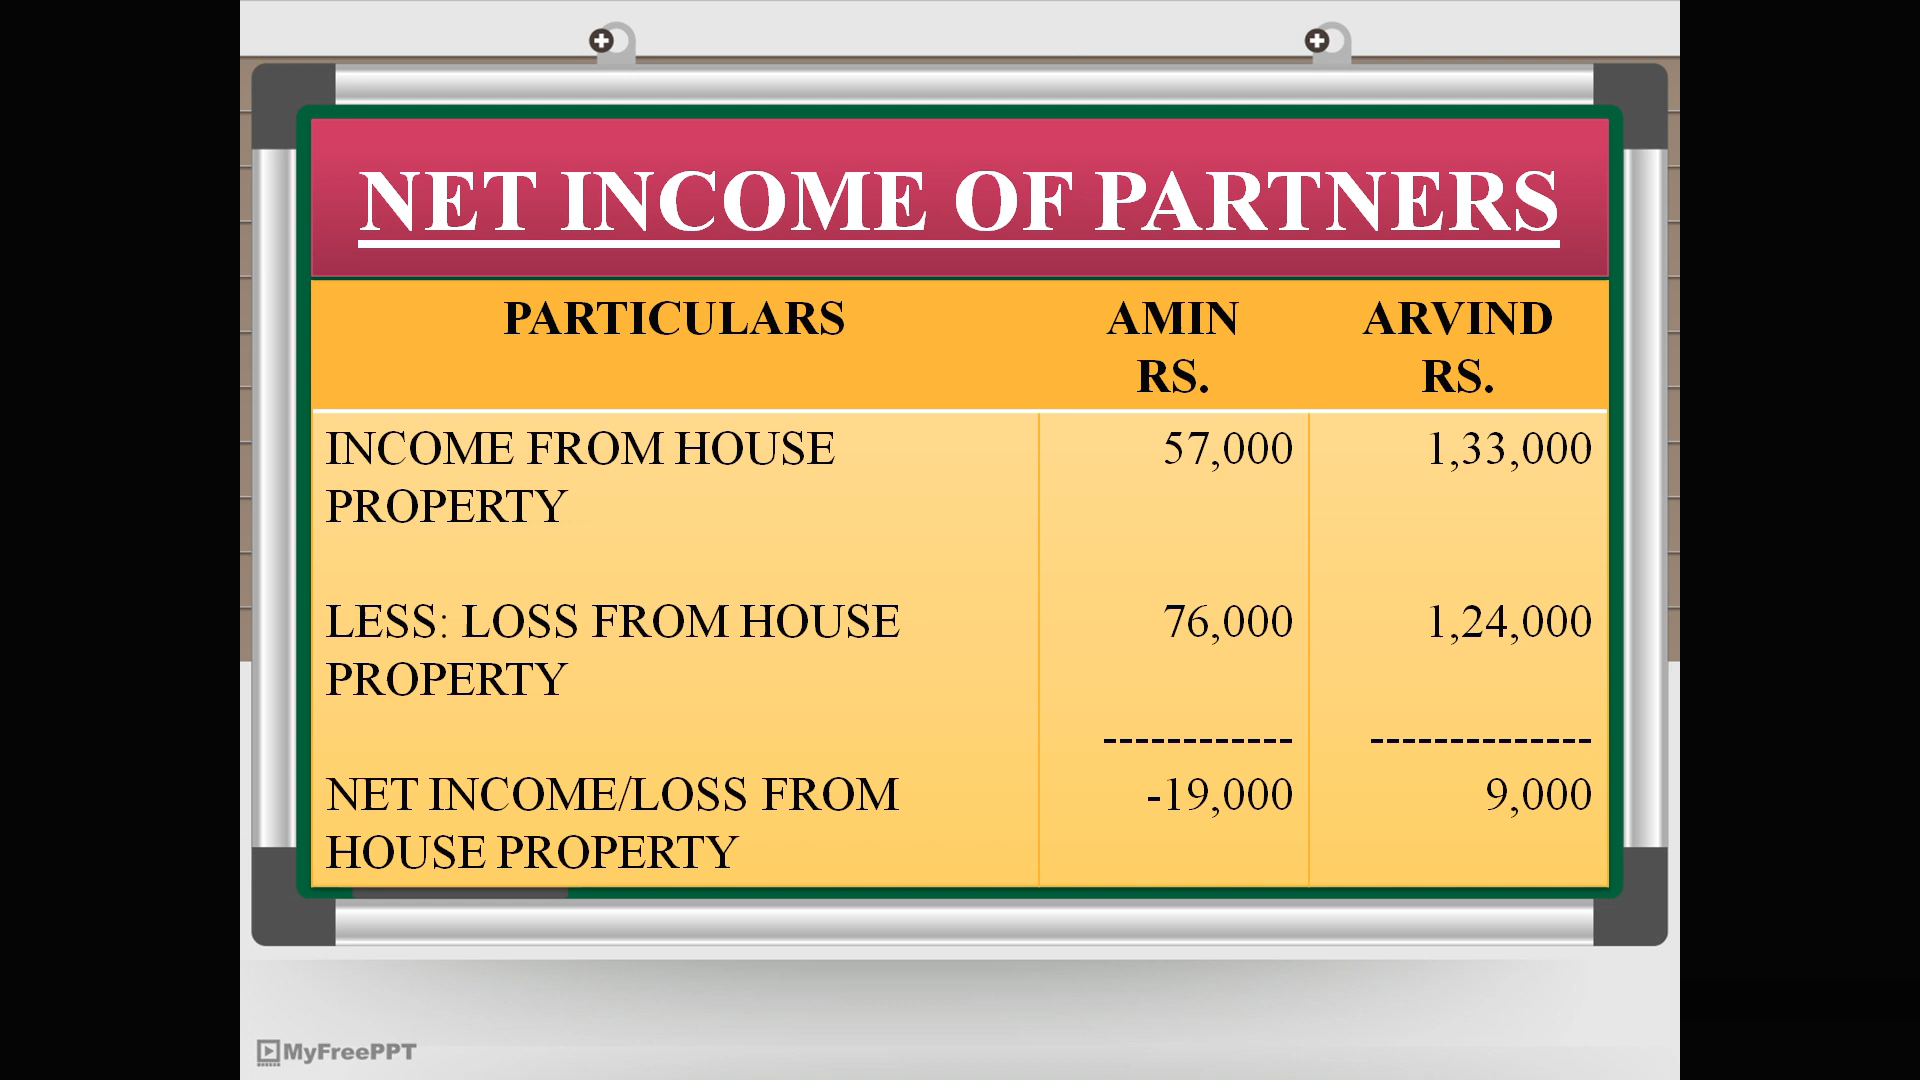 NET INCOME OF PARTNERS
PARTICULARS AMIN RS. ARVIND RS.
INCOME FROM HOUSE PROPERTY 57,000 1,33,000
LESS: LOSS FROM HOUSE PROPERTY 76,000 1,24,000
------------ --------------
NET INCOME/LOSS FROM HOUSE PROPERTY -19,000 9,000
MyFreePPT